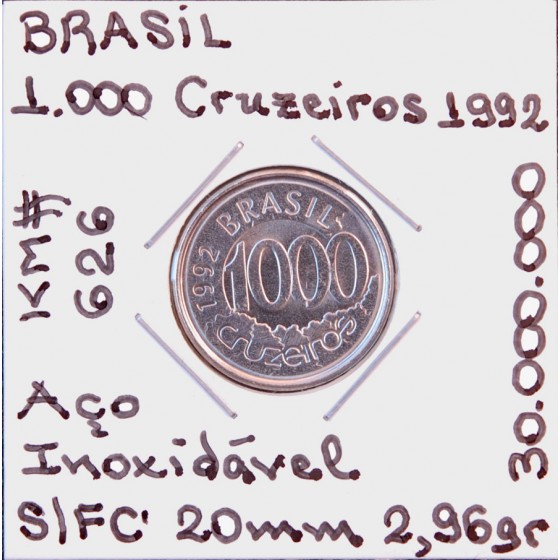 BRASiL
1.000 Cruzeiros 1992
KM#
626
1992 BRASIL
1000
cruzeiros
30.000.000
Aço
Inoxidável
S/FC 20mm 2,96gr